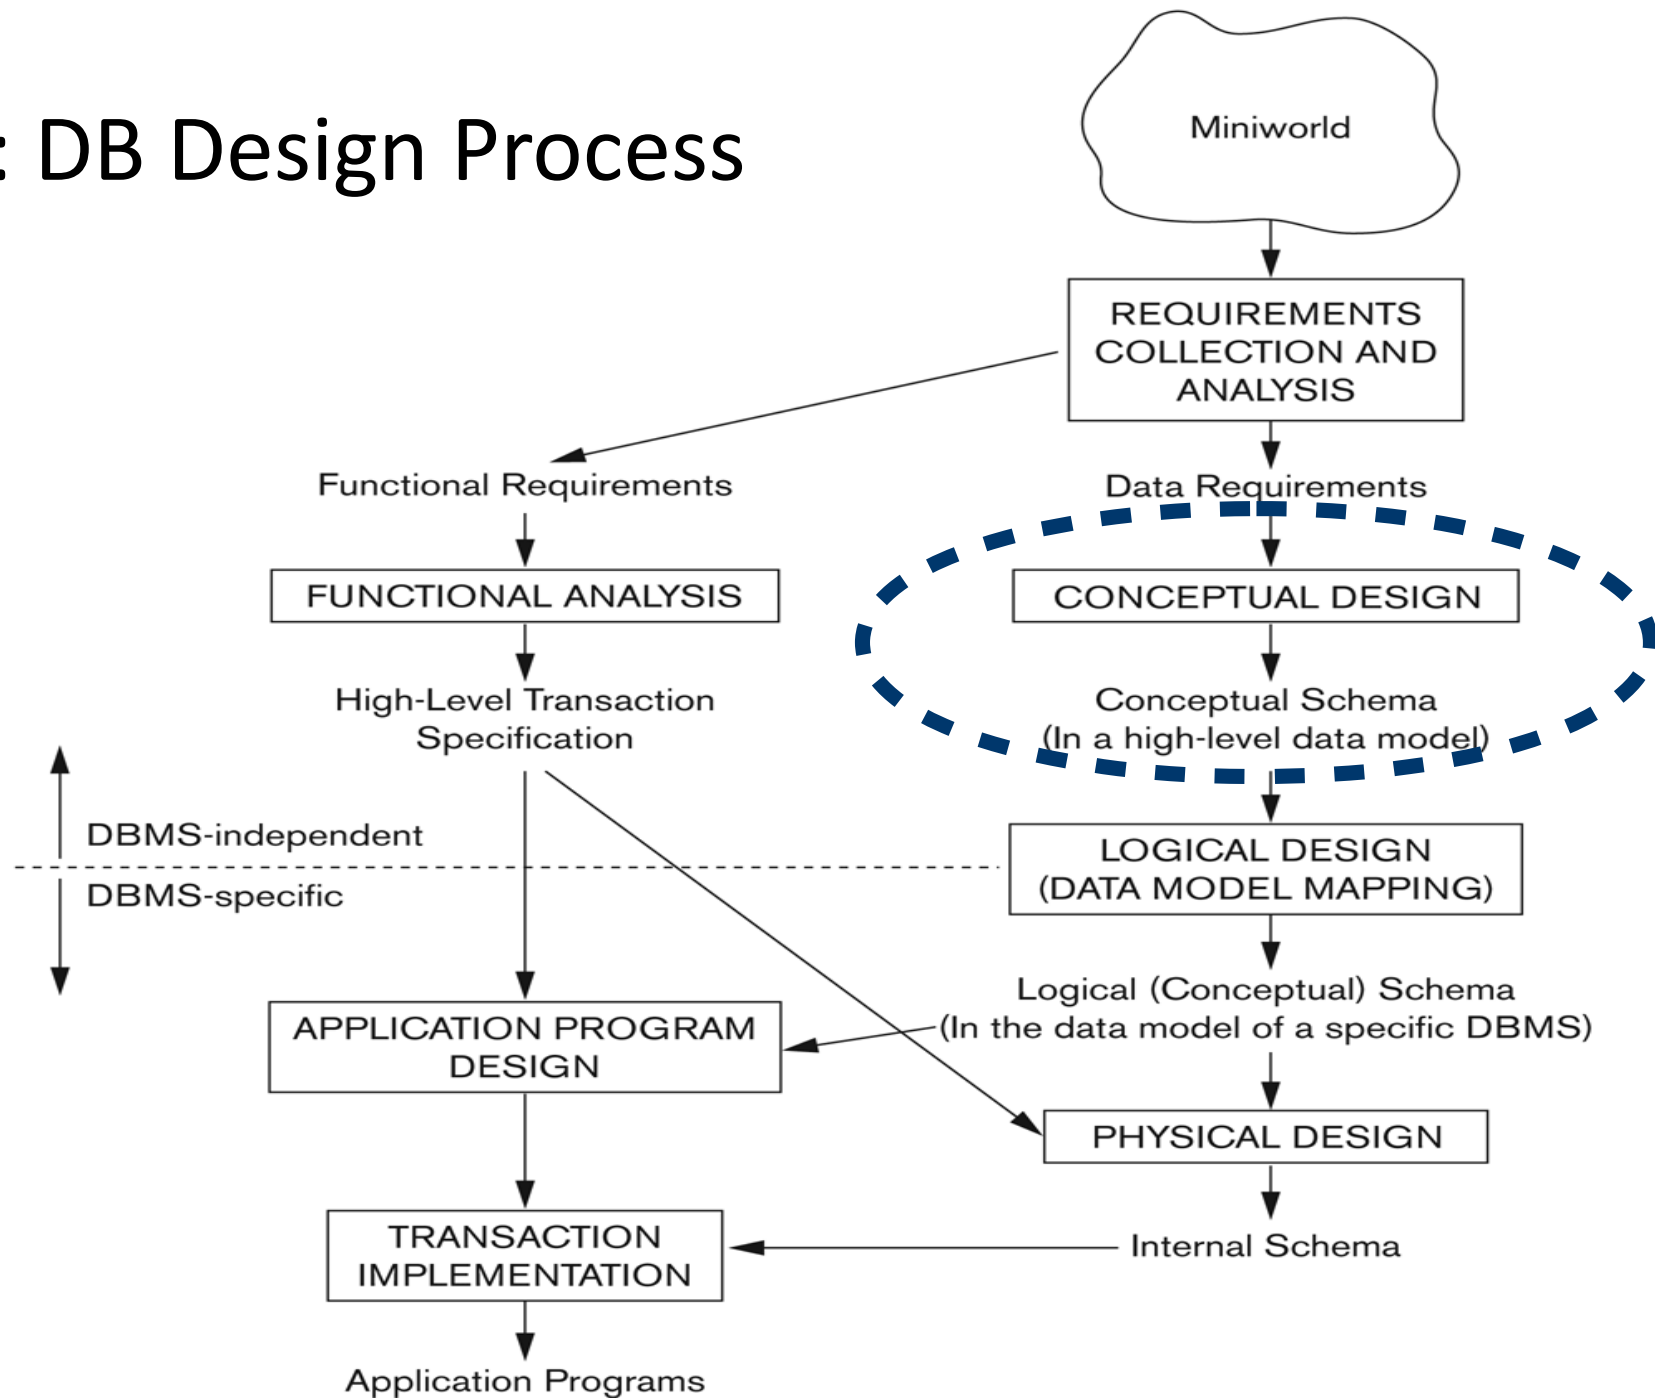 : DB Design Process
Miniworld
REQUIREMENTS
COLLECTION AND
ANALYSIS
Functional Requirements
Data Requirements
FUNCTIONAL ANALYSIS
CONCEPTUAL DESIGN
High-Level Transaction
Specification
Conceptual Schema
(In a high-level data model)
DBMS-independent
DBMS-specific
LOGICAL DESIGN
(DATA MODEL MAPPING)
Logical (Conceptual) Schema
(In the data model of a specific DBMS)
APPLICATION PROGRAM
DESIGN
PHYSICAL DESIGN
TRANSACTION
IMPLEMENTATION
Internal Schema
Application Programs